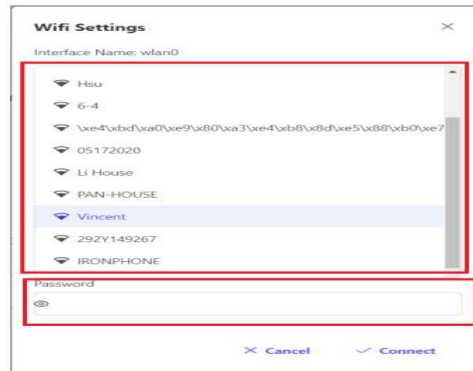 Wifi Settings
Interface Name: wlan0
Hsu
6-4
\xe4\xbd\xa0\xe9\x80\xa3\xe4\xb8\x8d\xe5\x88\xb0\xe7
05172020
Li House
PAN-HOUSE
Vincent
292Y149267
IRONPHONE
Password
Cancel
Connect